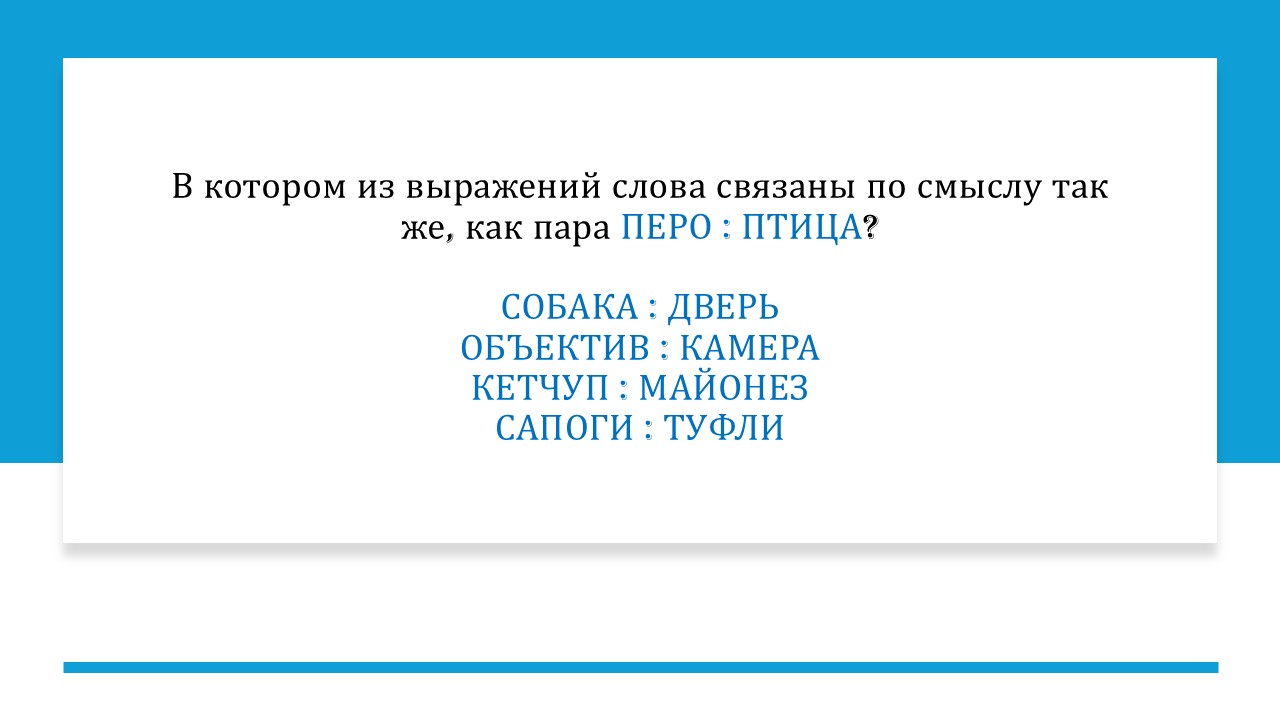 В котором из выражений слова связаны по смыслу так
же, как пара ПЕРО : ПТИЦА?
СОБАКА : ДВЕРЬ
ОБЪЕКТИВ : КАМЕРА
КЕТЧУП : МАЙОНЕЗ
САПОГИ : ТУФЛИ